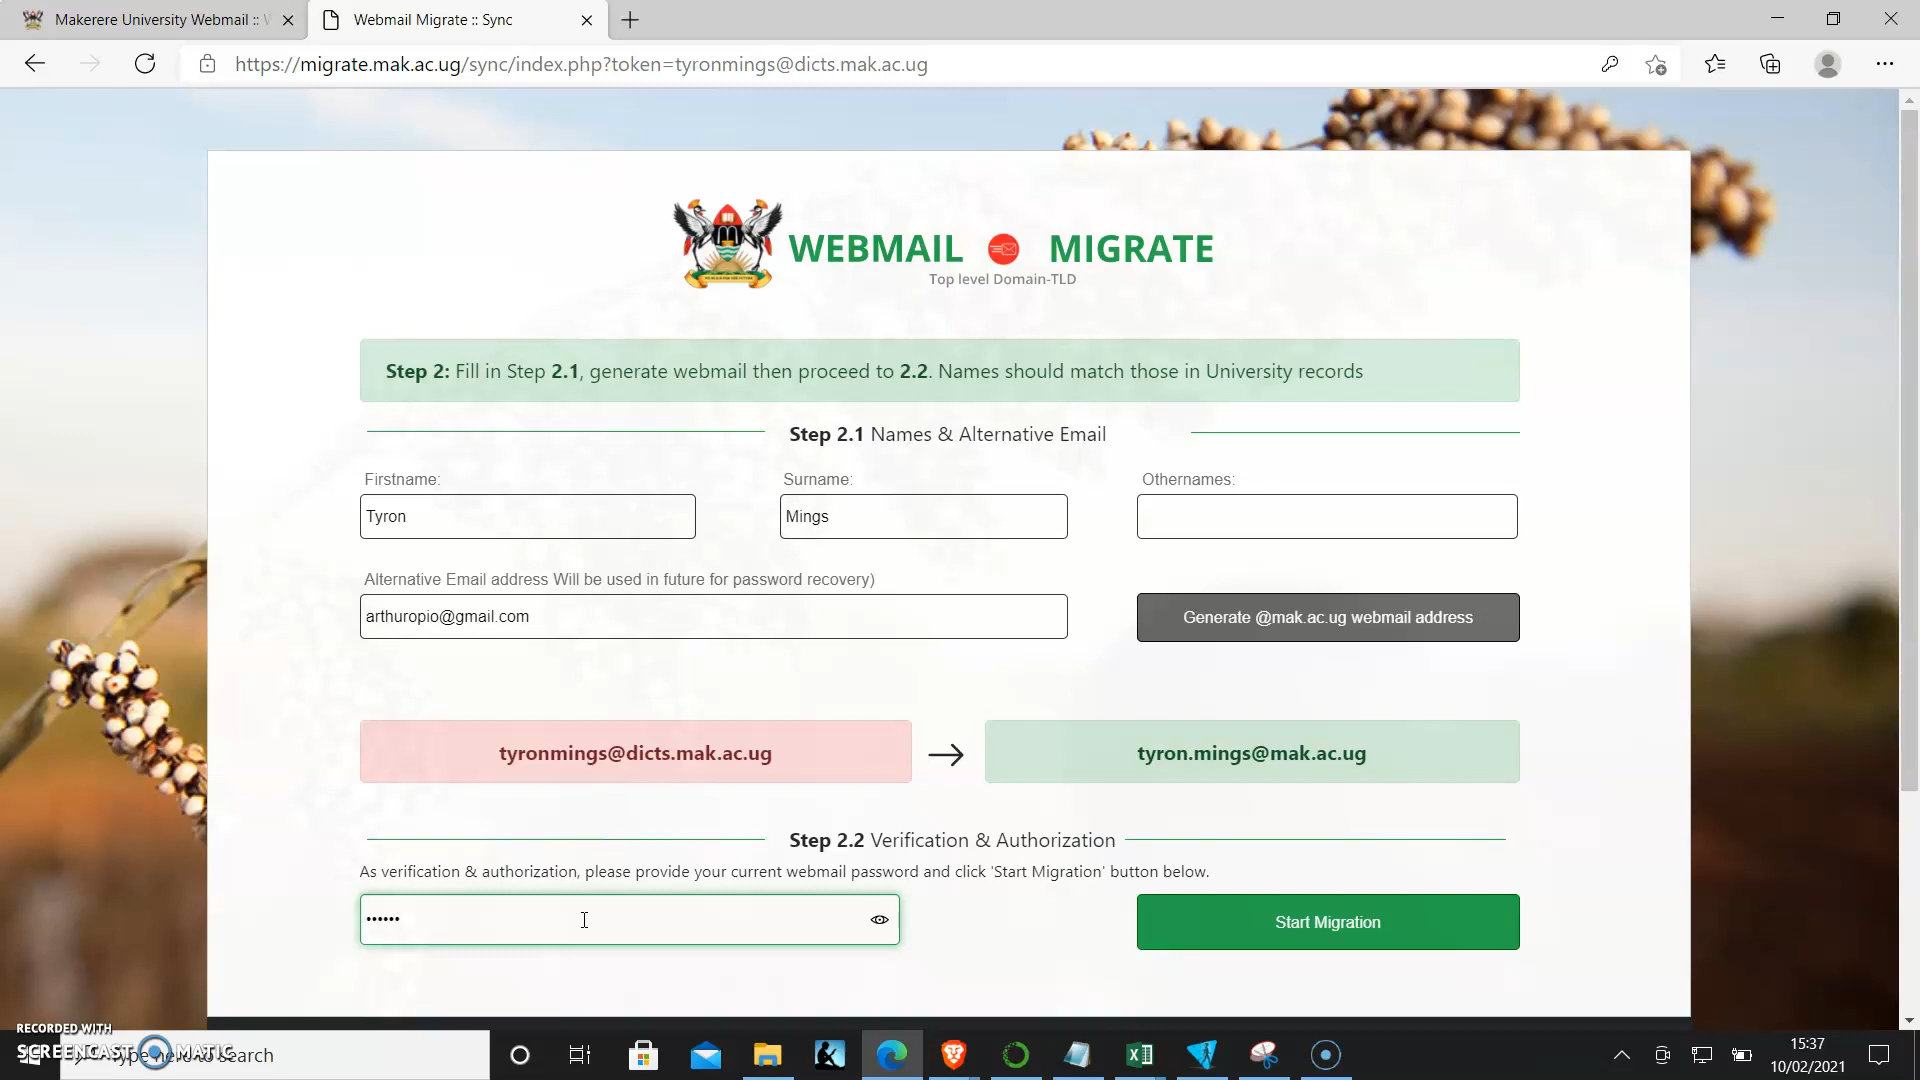 Makerere University Webmail ::
Webmail Migrate :: Sync
https://migrate.mak.ac.ug/sync/index.php?token=tyronmings@dicts.mak.ac.ug
WEBMAIL MIGRATE
Top level Domain-TLD
Step 2: Fill in Step 2.1, generate webmail then proceed to 2.2. Names should match those in University records
Step 2.1 Names & Alternative Email
Firstname: Surname: Othernames:
Tyron Mings
Alternative Email address Will be used in future for password recovery)
arthuropio@gmail.com Generate @mak.ac.ug webmail address
tyronmings@dicts.mak.ac.ug → tyron.mings@mak.ac.ug
Step 2.2 Verification & Authorization
As verification & authorization, please provide your current webmail password and click 'Start Migration' button below.
•••••• Start Migration
RECORDED WITH
SCREENCAST MATIC
Type here to search
15:37
10/02/2021